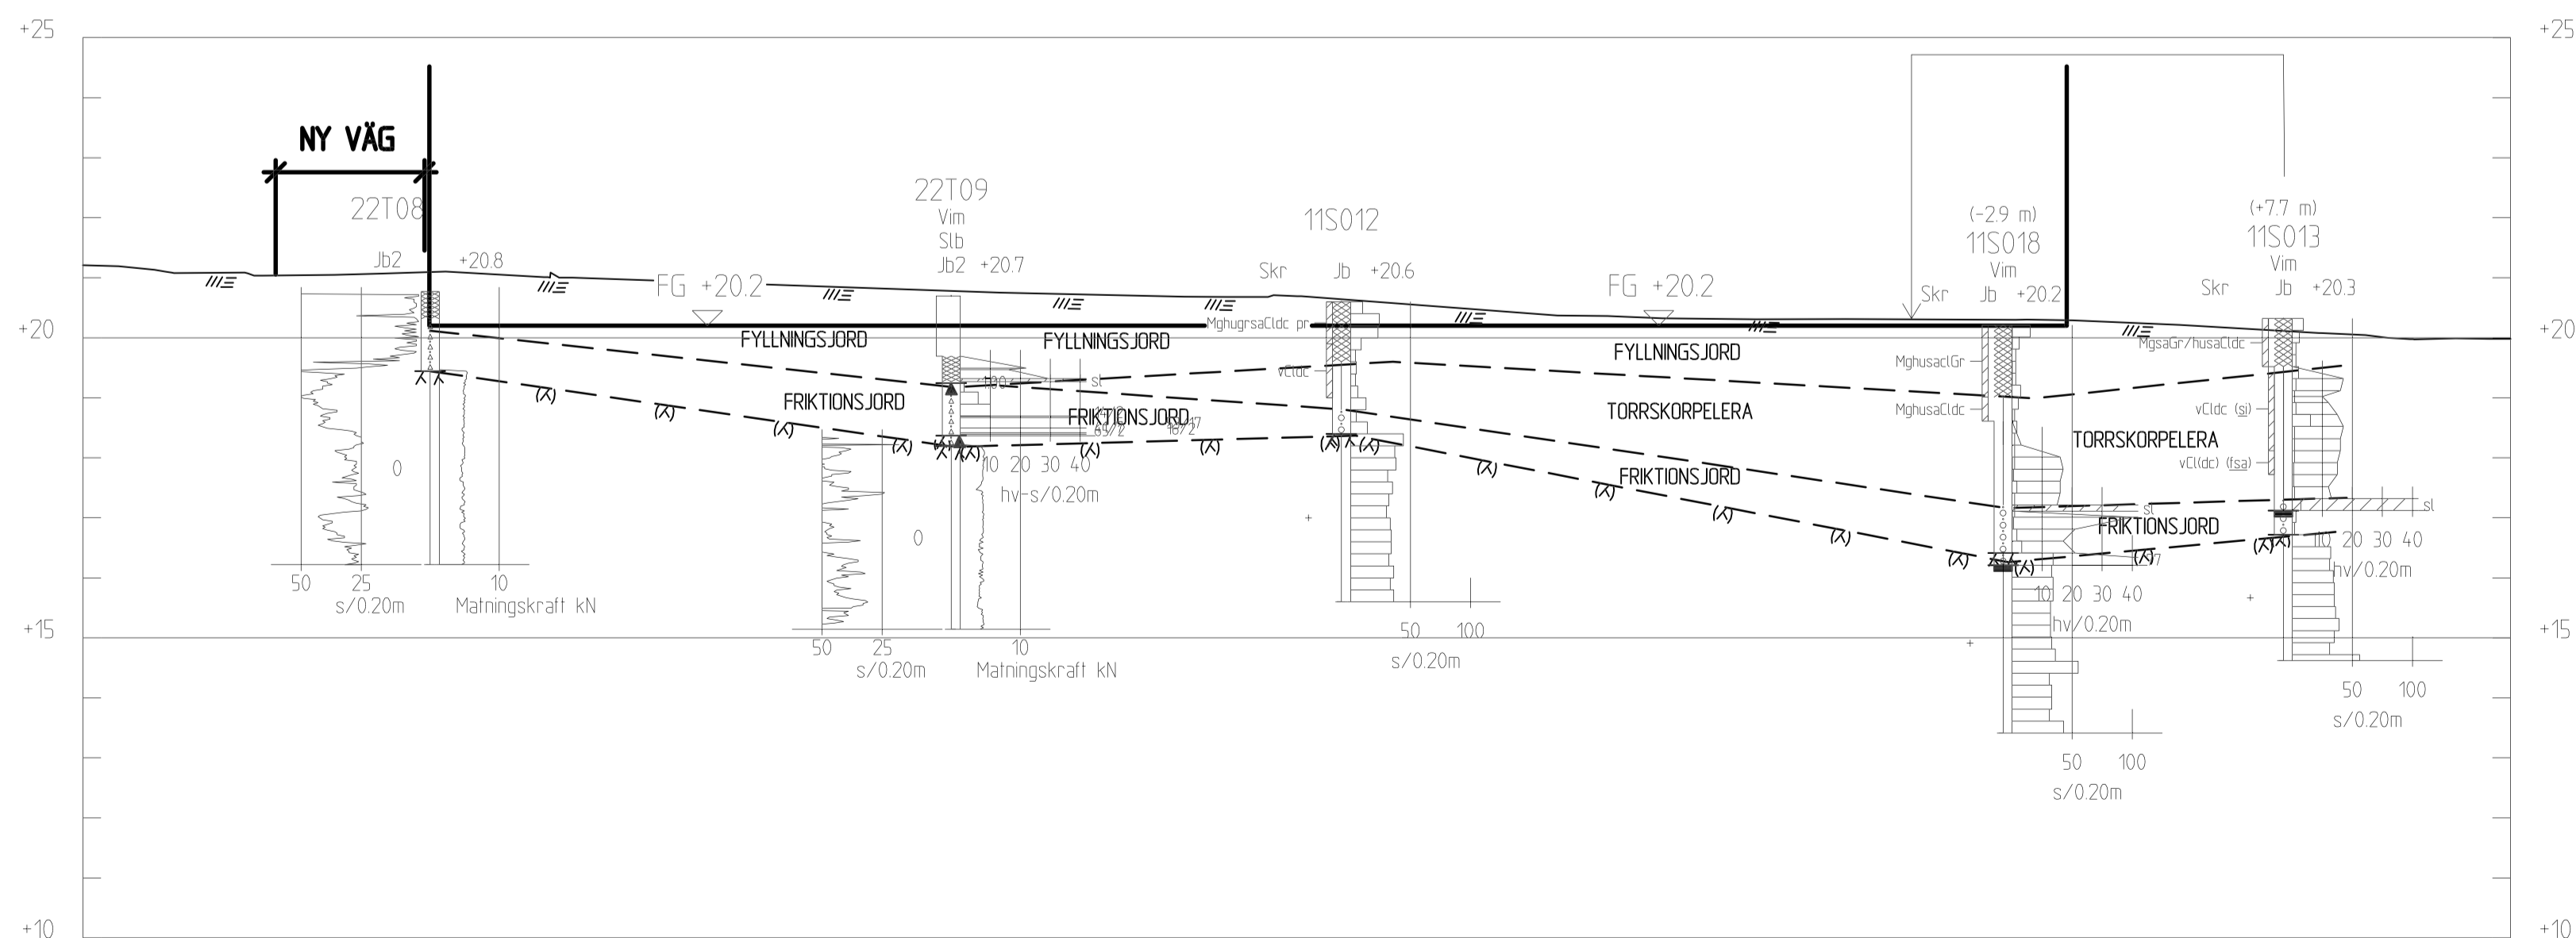 +25
+25
NY VÄG
22T08
Jb2
+20.8
22T09
Vim
Slb
Jb2 +20.7
FG +20.2
11S012
Skr
Jb
+20.6
FG +20.2
(-2.9 m)
11S018
Vim
Skr
Jb
+20.2
(+7.7 m)
11S013
Vim
Skr
Jb
+20.3
+20
+20
FYLLNINGSJORD
FYLLNINGSJORD
FYLLNINGSJORD
MghugrsaCldc pr
vCldc
MghusaclGr
MghusaCldc
MgsaGr/husaCldc
vCldc (si)
vCl(dc) (fsa)
sl
FRIKTIONSJORD
FRIKTIONSJORD
TORRSKORPELERA
TORRSKORPELERA
FRIKTIONSJORD
FRIKTIONSJORD
sl
sl
10 20 30 40
hv-s/0.20m
50
25
s/0.20m
10
Matningskraft kN
50
25
s/0.20m
10
Matningskraft kN
50
100
s/0.20m
10 20 30 40
hv/0.20m
50
100
s/0.20m
10 20 30 40
hv/0.20m
50
100
s/0.20m
+15
+15
+10
+10